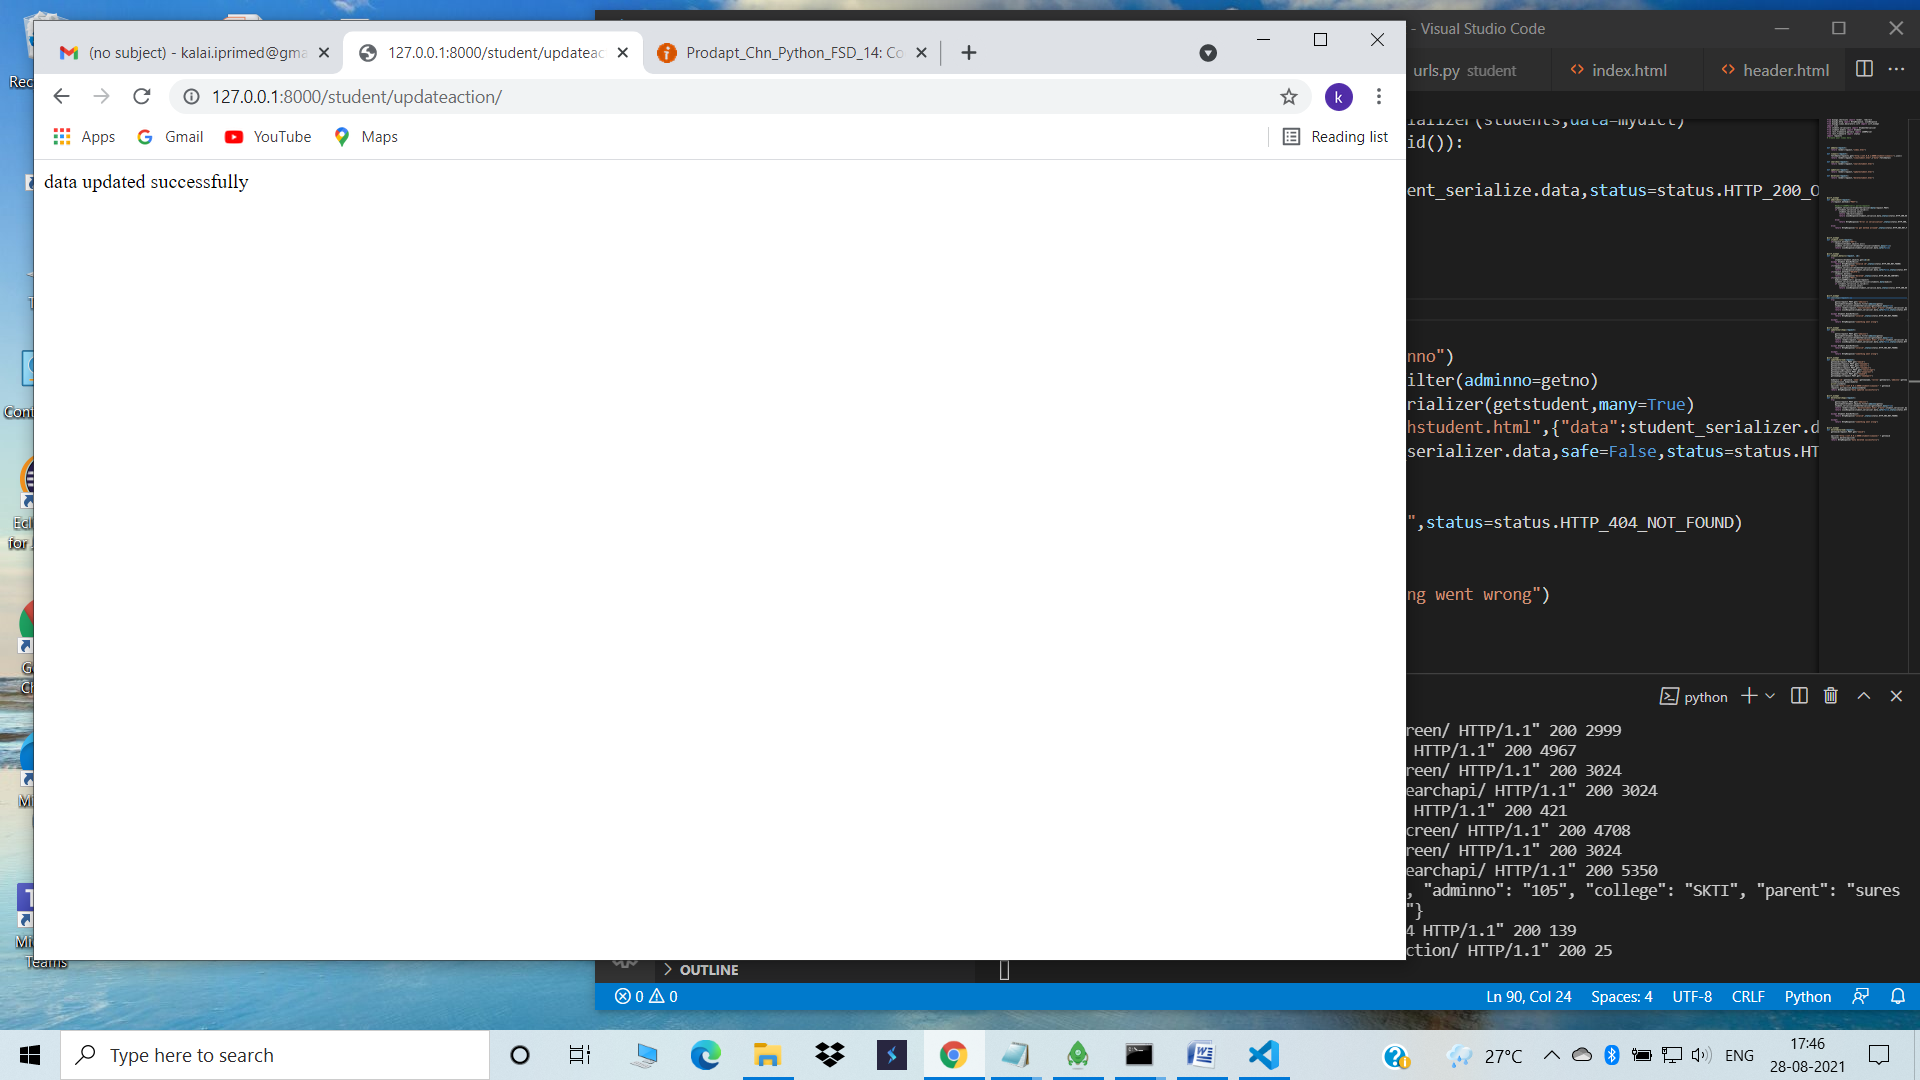 - Visual Studio Code
(no subject) - kalai.iprimed@gma
127.0.0.1:8000/student/updateac
Prodapt_Chn_Python_FSD_14: Co
urls.py student
index.html
header.html
127.0.0.1:8000/student/updateaction/
k
Apps
Gmail
YouTube
Maps
Reading list
data updated successfully
ializer(students,data=mydict)
id()):
ent_serialize.data,status=status.HTTP_200_O
nno")
ilter(adminno=getno)
rializer(getstudent,many=True)
hstudent.html",{"data":student_serializer.d
serializer.data,safe=False,status=status.HT
",status=status.HTTP_404_NOT_FOUND)
ng went wrong")
python
reen/ HTTP/1.1" 200 2999
HTTP/1.1" 200 4967
reen/ HTTP/1.1" 200 3024
earchapi/ HTTP/1.1" 200 3024
HTTP/1.1" 200 421
creen/ HTTP/1.1" 200 4708
reen/ HTTP/1.1" 200 3024
earchapi/ HTTP/1.1" 200 5350
, "adminno": "105", "college": "SKTI", "parent": "sures
"}
4 HTTP/1.1" 200 139
ction/ HTTP/1.1" 200 25
OUTLINE
0 0
Ln 90, Col 24
Spaces: 4
UTF-8
CRLF
Python
Rec
Cont
Ecl
for
G
Ch
Mi
Mi
Teams
Type here to search
27°C
ENG
17:46
28-08-2021